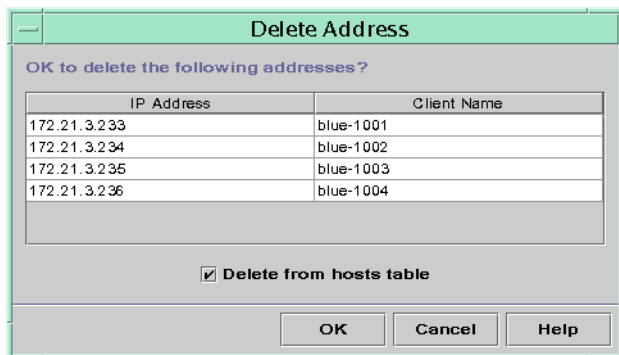 Delete Address
OK to delete the following addresses?
IP Address Client Name
172.21.3.233 blue-1001
172.21.3.234 blue-1002
172.21.3.235 blue-1003
172.21.3.236 blue-1004
Delete from hosts table
OK Cancel Help